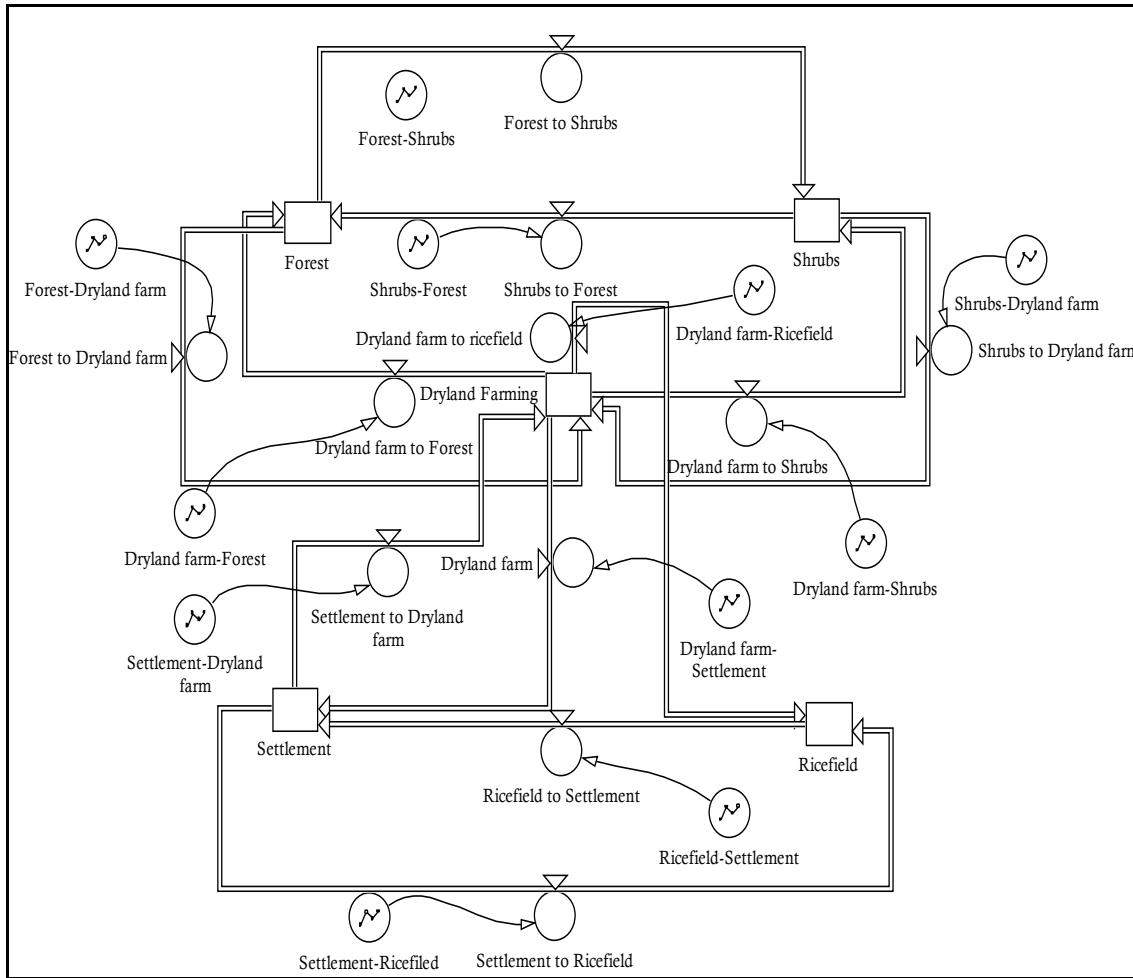 Forest to Shrubs
Forest-Shrubs
Forest
Shrubs
Forest-Dryland farm
Shrubs-Forest
Shrubs to Forest
Dryland farm-Ricefield
Shrubs-Dryland farm
Dryland farm to ricefield
Forest to Dryland farm
Shrubs to Dryland farm
Dryland Farming
Dryland farm to Forest
Dryland farm to Shrubs
Dryland farm-Forest
Dryland farm
Dryland farm-Shrubs
Settlement to Dryland
farm
Settlement-Dryland
farm
Dryland farm-
Settlement
Settlement
Ricefield
Ricefield to Settlement
Ricefield-Settlement
Settlement-Ricefiled
Settlement to Ricefield